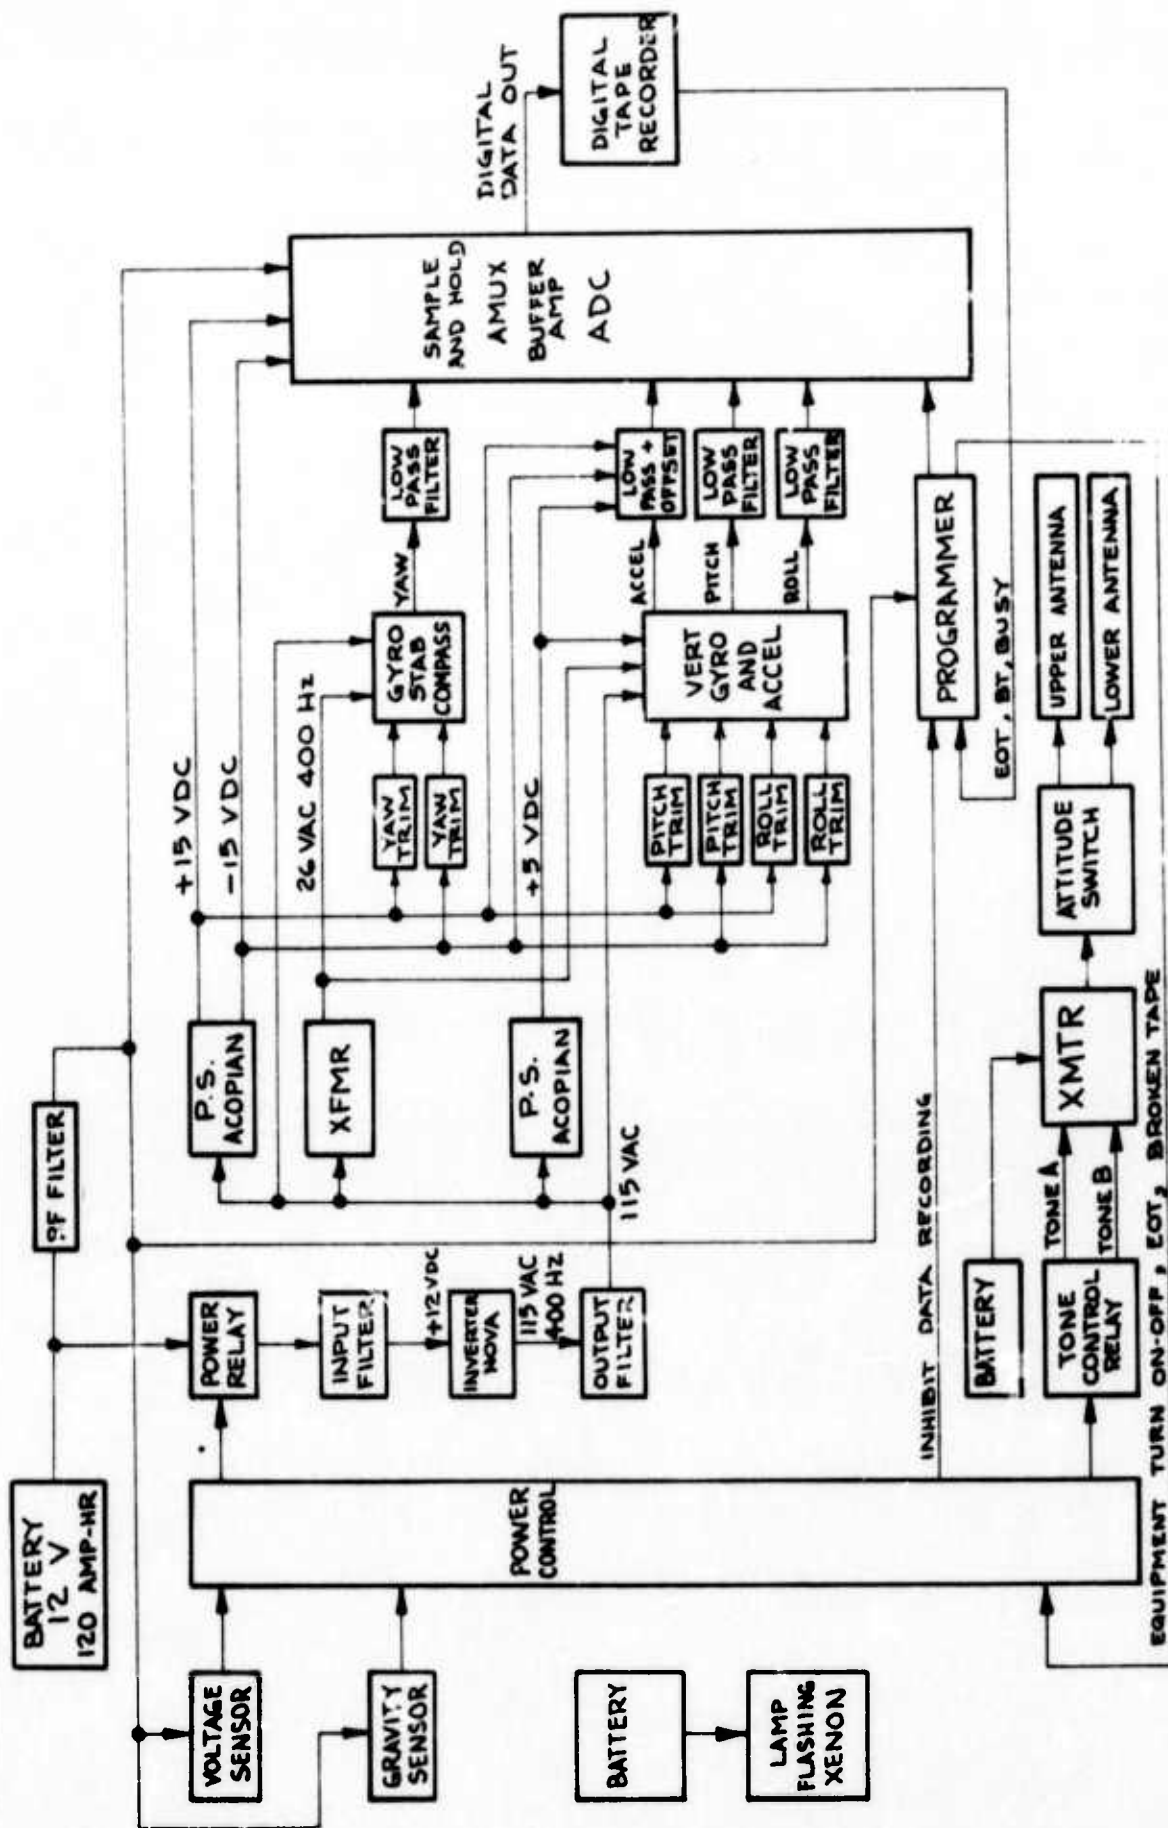 BATTERY
12 V
120 AMP-HR
RF FILTER
VOLTAGE
SENSOR
GRAVITY
SENSOR
BATTERY
LAMP
FLASHING
XENON
POWER
CONTROL
POWER
RELAY
INPUT
FILTER
+12VDC
INVERTER
NOVA
115 VAC
400 HZ
OUTPUT
FILTER
115VAC
P.S.
ACOPIAN
XFMR
P.S.
ACOPIAN
+15 VDC
-15 VDC
26 VAC 400 HZ
+5 VDC
YAW
TRIM
YAW
TRIM
PITCH
TRIM
PITCH
TRIM
ROLL
TRIM
ROLL
TRIM
GYRO
STAB
COMPASS
VERT
GYRO
AND
ACCEL
YAW
ACCEL
PITCH
ROLL
LOW
PASS
FILTER
LOW
PASS +
OFFSET
LOW
PASS
FILTER
LOW
PASS
FILTER
SAMPLE
AND HOLD
AMUX
BUFFER
AMP
ADC
DIGITAL
DATA OUT
DIGITAL
TAPE
RECORDER
INHIBIT DATA RECORDING
PROGRAMMER
EOT, BT, BUSY
BATTERY
TONE
CONTROL
RELAY
TONE A
TONE B
XMTR
ATTITUDE
SWITCH
UPPER ANTENNA
LOWER ANTENNA
EQUIPMENT TURN ON-OFF, EOT, BROKEN TAPE